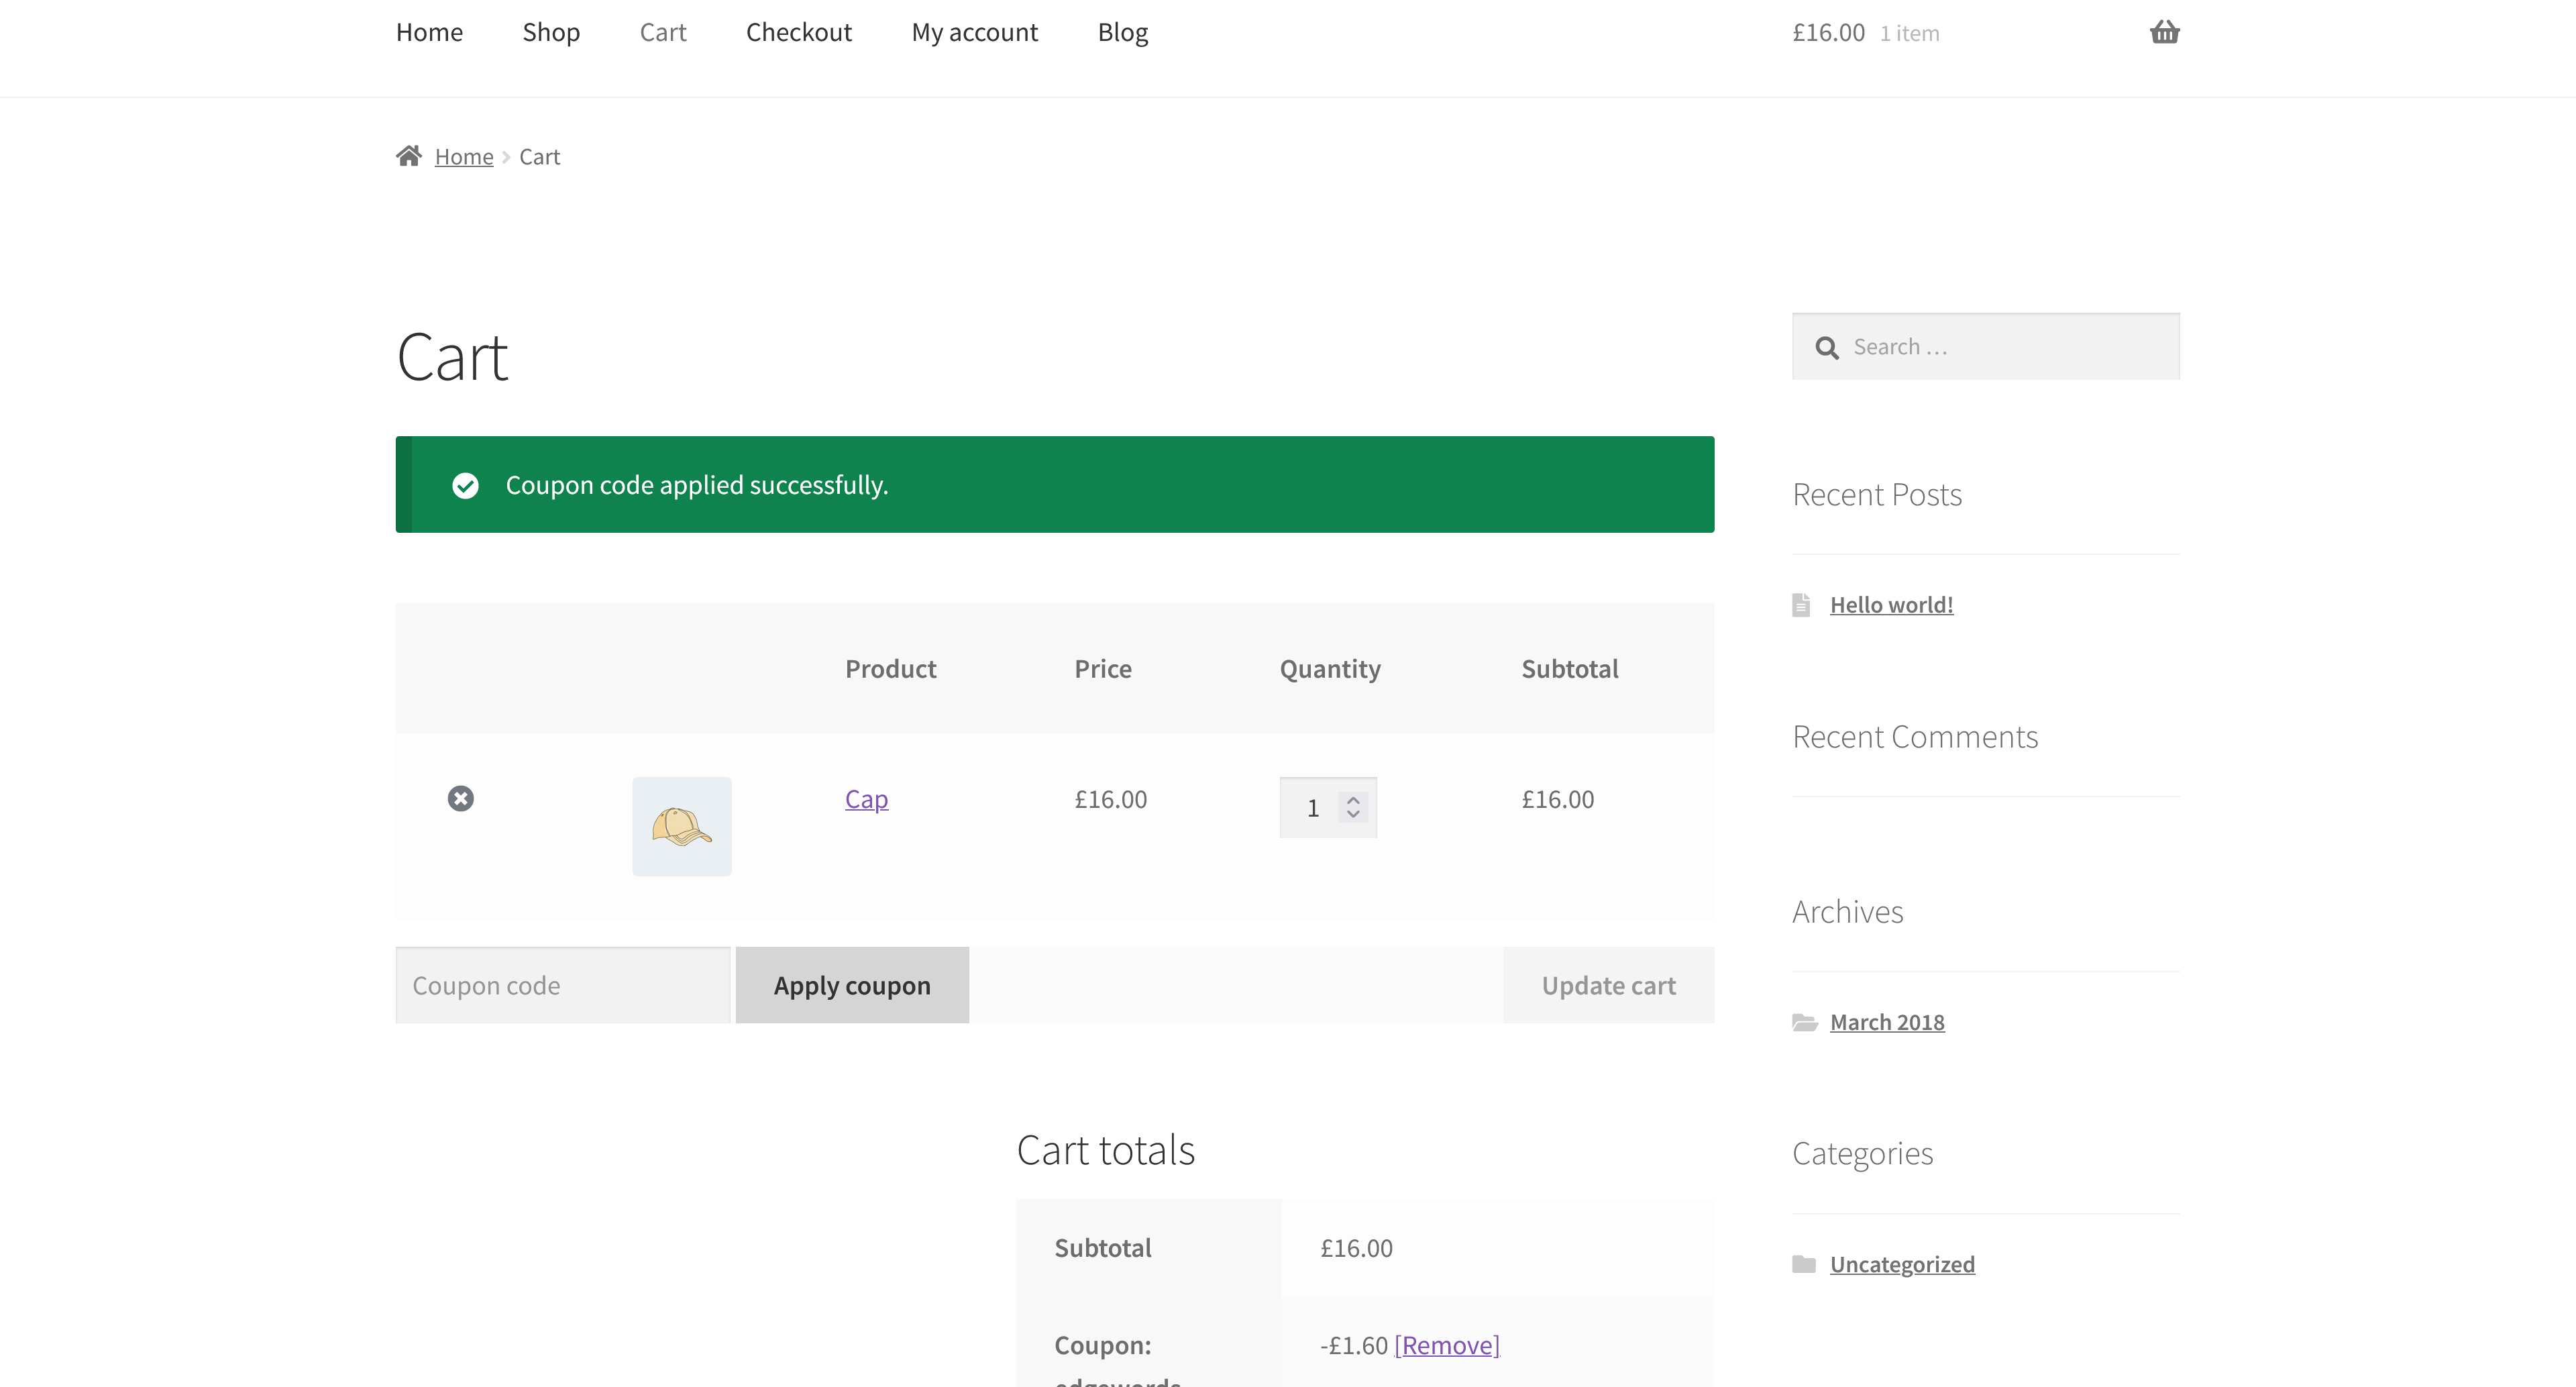 Home Shop Cart Checkout My account Blog £16.00 1 item
Home Cart
Cart
Search …
Coupon code applied successfully.
Recent Posts
Hello world!
Product Price Quantity Subtotal
Recent Comments
Cap £16.00 1 £16.00
Archives
Coupon code Apply coupon Update cart
March 2018
Cart totals
Categories
Subtotal £16.00
Uncategorized
Coupon: -£1.60 [Remove]